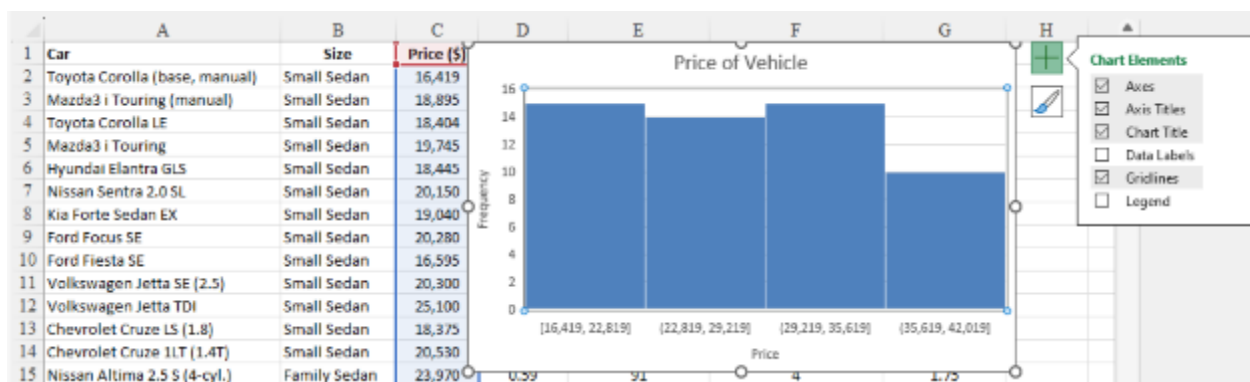 A B C D E F G H
1 Car Size Price ($)
2 Toyota Corolla (base, manual) Small Sedan 16,419
3 Mazda3 i Touring (manual) Small Sedan 18,895
4 Toyota Corolla LE Small Sedan 18,404
5 Mazda3 i Touring Small Sedan 19,745
6 Hyundai Elantra GLS Small Sedan 18,445
7 Nissan Sentra 2.0 SL Small Sedan 20,150
8 Kia Forte Sedan EX Small Sedan 19,040
9 Ford Focus SE Small Sedan 20,280
10 Ford Fiesta SE Small Sedan 16,595
11 Volkswagen Jetta SE (2.5) Small Sedan 20,300
12 Volkswagen Jetta TDI Small Sedan 25,100
13 Chevrolet Cruze LS (1.8) Small Sedan 18,375
14 Chevrolet Cruze 1LT (1.4T) Small Sedan 20,530
15 Nissan Altima 2.5 S (4-cyl.) Family Sedan 23,970 0.59 91 4 1.75
Price of Vehicle
16
14
12
10
8
6
4
2
0
Frequency
[16,419, 22,819] (22,819, 29,219] (29,219, 35,619] (35,619, 42,019]
Price
Chart Elements
Axes
Axis Titles
Chart Title
Data Labels
Gridlines
Legend